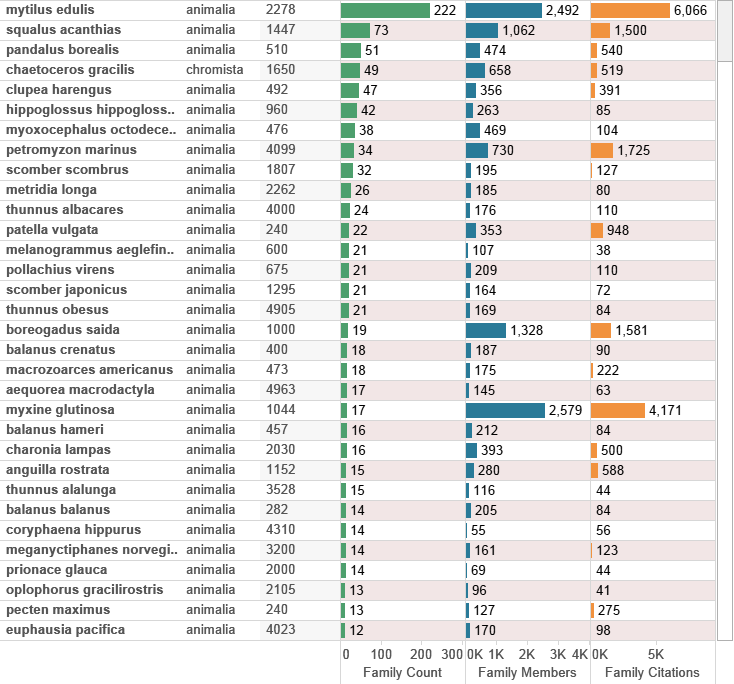 mytilus edulis animalia 2278 222 2,492 6,066
squalus acanthias animalia 1447 73 1,062 1,500
pandalus borealis animalia 510 51 474 540
chaetoceros gracilis chromista 1650 49 658 519
clupea harengus animalia 492 47 356 391
hippoglossus hippogloss.. animalia 960 42 263 85
myoxocephalus octodece.. animalia 476 38 469 104
petromyzon marinus animalia 4099 34 730 1,725
scomber scombrus animalia 1807 32 195 127
metridia longa animalia 2262 26 185 80
thunnus albacares animalia 4000 24 176 110
patella vulgata animalia 240 22 353 948
melanogrammus aeglefin.. animalia 600 21 107 38
pollachius virens animalia 675 21 209 110
scomber japonicus animalia 1295 21 164 72
thunnus obesus animalia 4905 21 169 84
boreogadus saida animalia 1000 19 1,328 1,581
balanus crenatus animalia 400 18 187 90
macrozoarces americanus animalia 473 18 175 222
aequorea macrodactyla animalia 4963 17 145 63
myxine glutinosa animalia 1044 17 2,579 4,171
balanus hameri animalia 457 16 212 84
charonia lampas animalia 2030 16 393 500
anguilla rostrata animalia 1152 15 280 588
thunnus alalunga animalia 3528 15 116 44
balanus balanus animalia 282 14 205 84
coryphaena hippurus animalia 4310 14 55 56
meganyctiphanes norvegi.. animalia 3200 14 161 123
prionace glauca animalia 2000 14 69 44
oplophorus gracilirostris animalia 2105 13 96 41
pecten maximus animalia 240 13 127 275
euphausia pacifica animalia 4023 12 170 98
0 100 200 300 0K 1K 2K 3K 4K 0K 5K
Family Count Family Members Family Citations